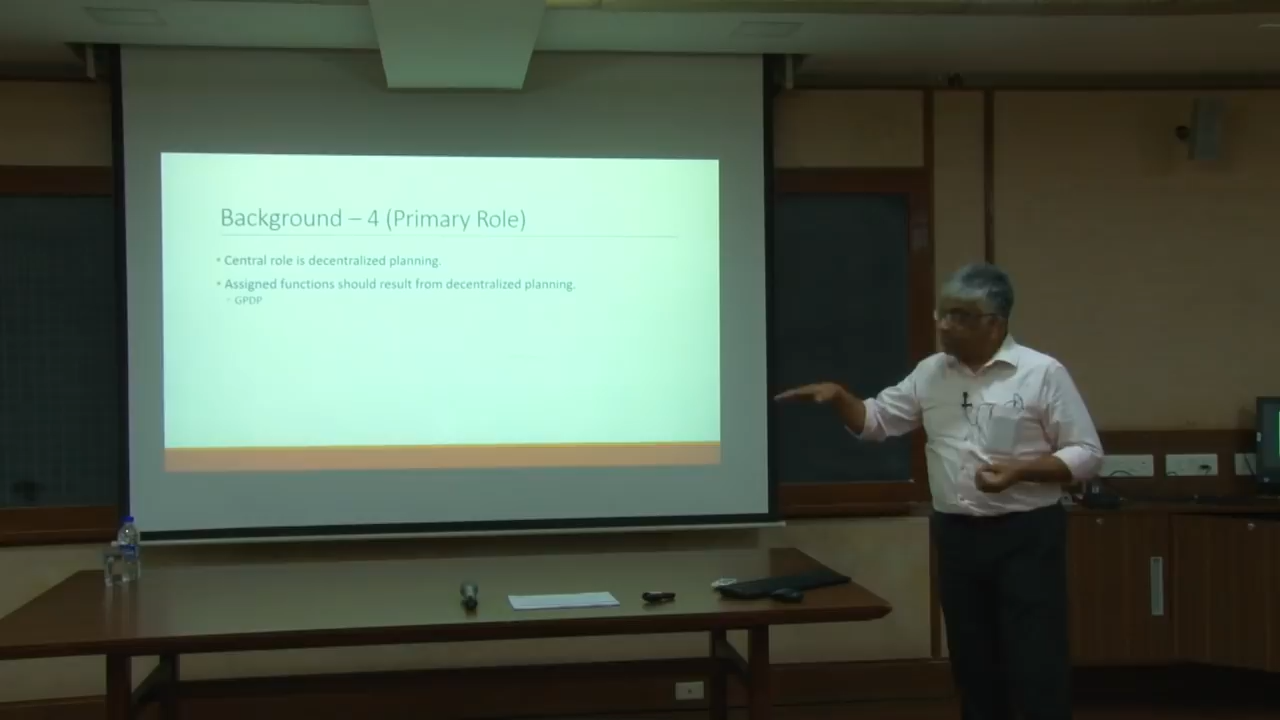 Background – 4 (Primary Role)
Central role is decentralized planning.
Assigned functions should result from decentralized planning.
GPDP